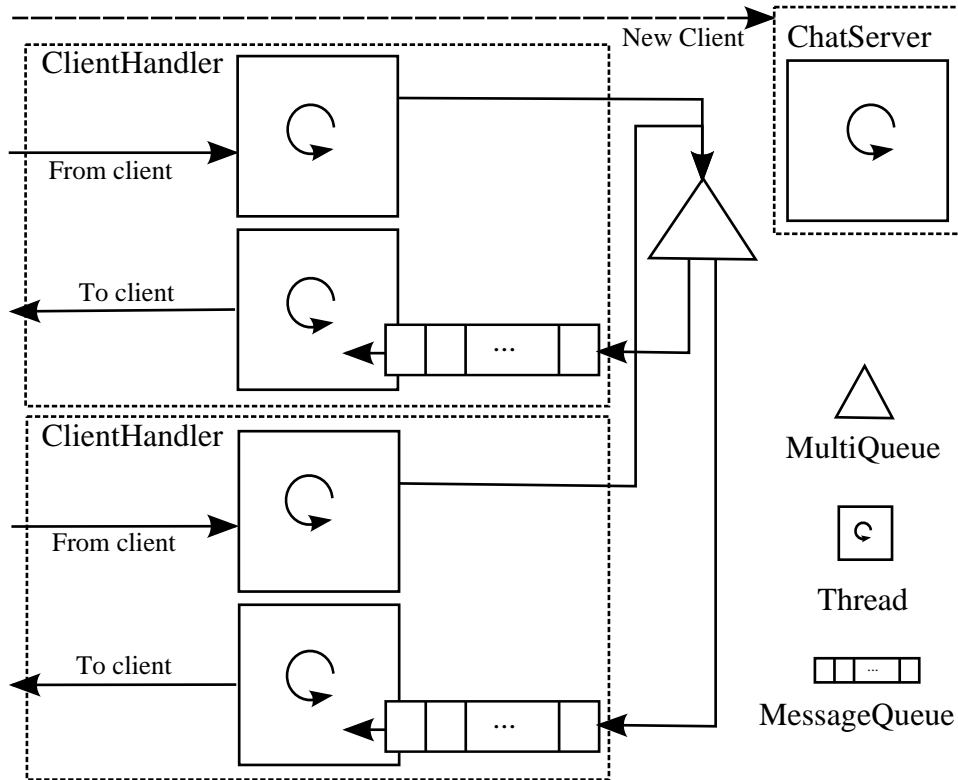 New Client
ChatServer
ClientHandler
From client
To client
...
ClientHandler
From client
To client
...
MultiQueue
Thread
...
MessageQueue